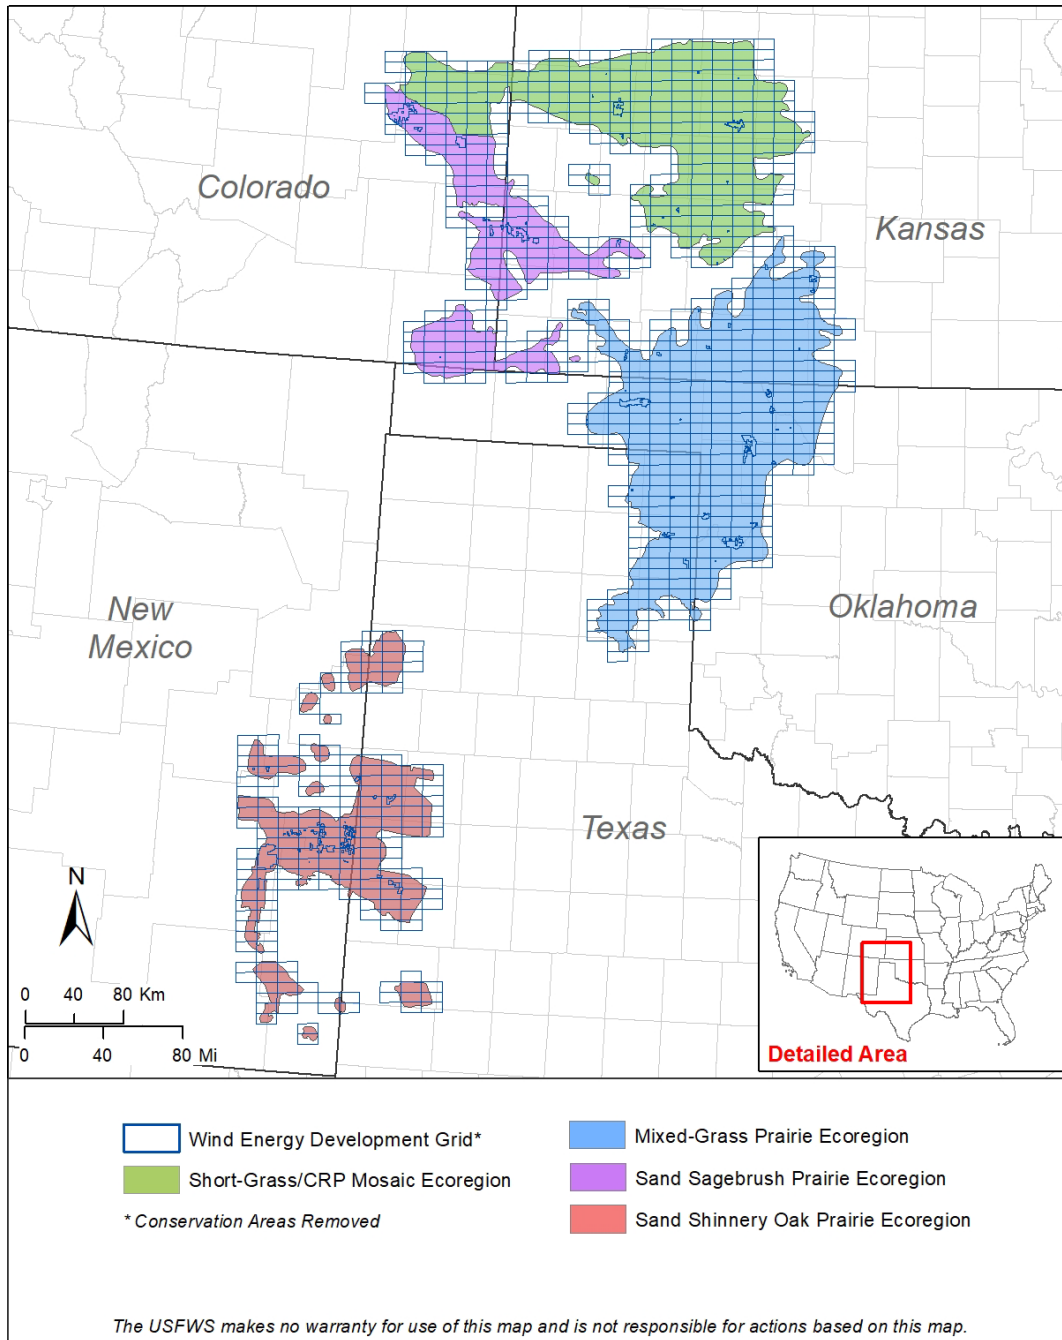 Colorado
Kansas
New
Mexico
Oklahoma
Texas
N
0 40 80 Km
0 40 80 Mi
Detailed Area
Wind Energy Development Grid*
Short-Grass/CRP Mosaic Ecoregion
* Conservation Areas Removed
Mixed-Grass Prairie Ecoregion
Sand Sagebrush Prairie Ecoregion
Sand Shinnery Oak Prairie Ecoregion
The USFWS makes no warranty for use of this map and is not responsible for actions based on this map.